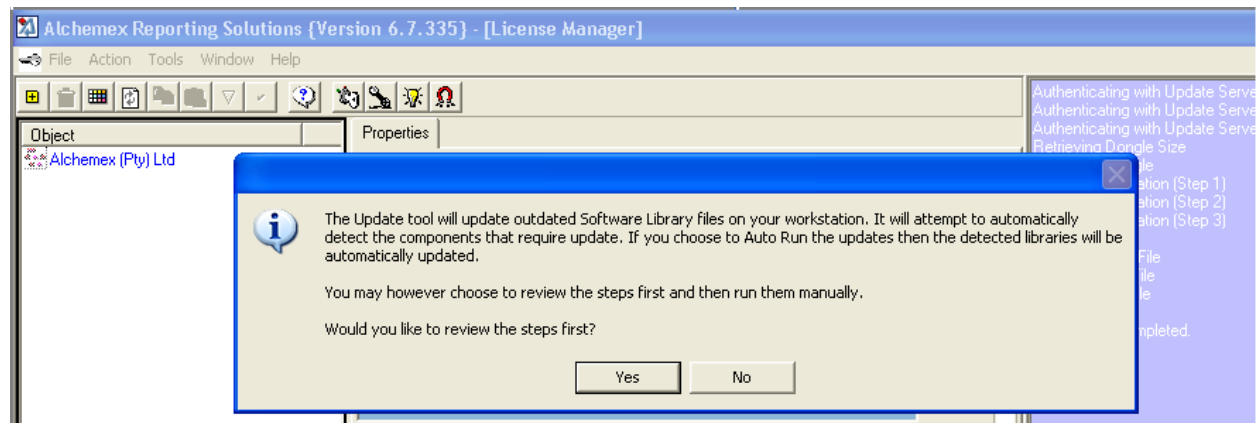 Alchemex Reporting Solutions {Version 6.7.335} - [License Manager]
File Action Tools Window Help
Object
Alchemex (Pty) Ltd
Properties
Authenticating with Update Serve
Authenticating with Update Serve
Authenticating with Update Serve
Retrieving Dongle Size
gle
ation (Step 1)
ation (Step 2)
ation (Step 3)
File
ile
le
mpleted.
The Update tool will update outdated Software Library files on your workstation. It will attempt to automatically
detect the components that require update. If you choose to Auto Run the updates then the detected libraries will be
automatically updated.
You may however choose to review the steps first and then run them manually.
Would you like to review the steps first?
Yes No